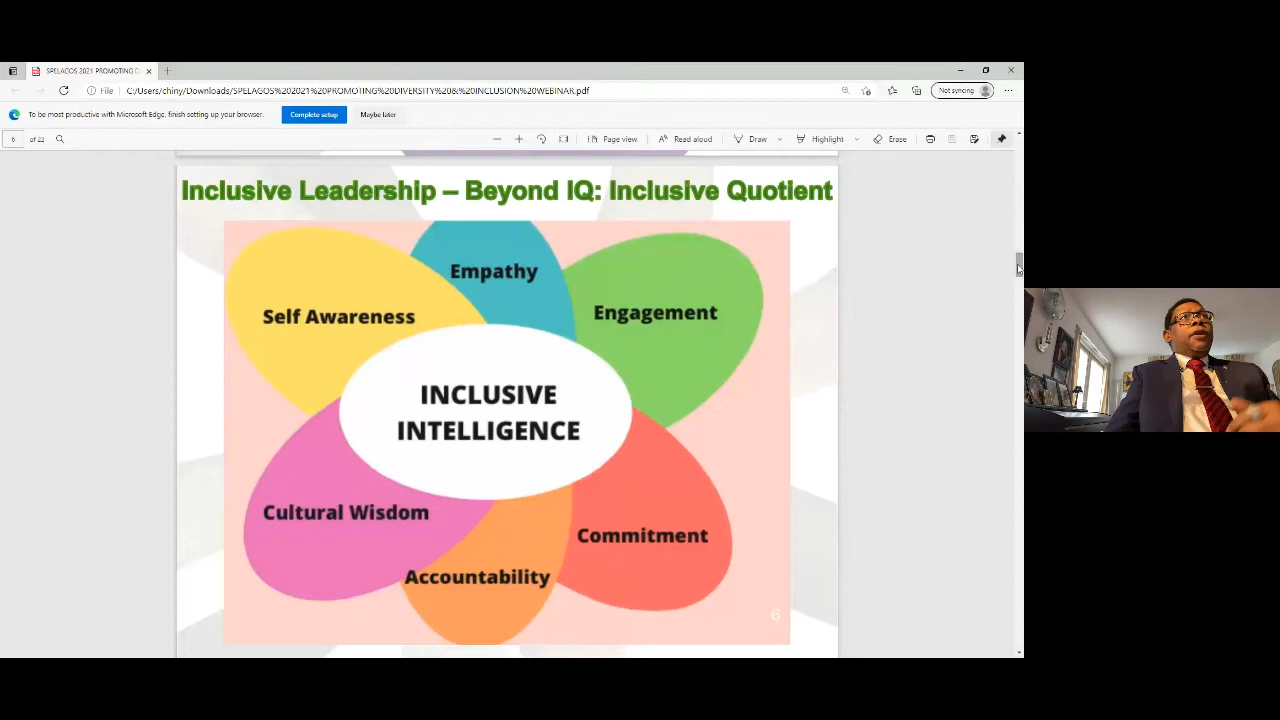 SPELAGOS 2021 PROMOTING D
File
C:/Users/chiny/Downloads/SPELAGOS%202021%20PROMOTING%20DIVERSITY%20&%20INCLUSION%20WEBINAR.pdf
Not syncing
To be most productive with Microsoft Edge, finish setting up your browser.
Complete setup
Maybe later
6 of 22
Page view
Read aloud
Draw
Highlight
Erase
Inclusive Leadership – Beyond IQ: Inclusive Quotient
Empathy
Self Awareness
Engagement
INCLUSIVE
INTELLIGENCE
Cultural Wisdom
Commitment
Accountability
6